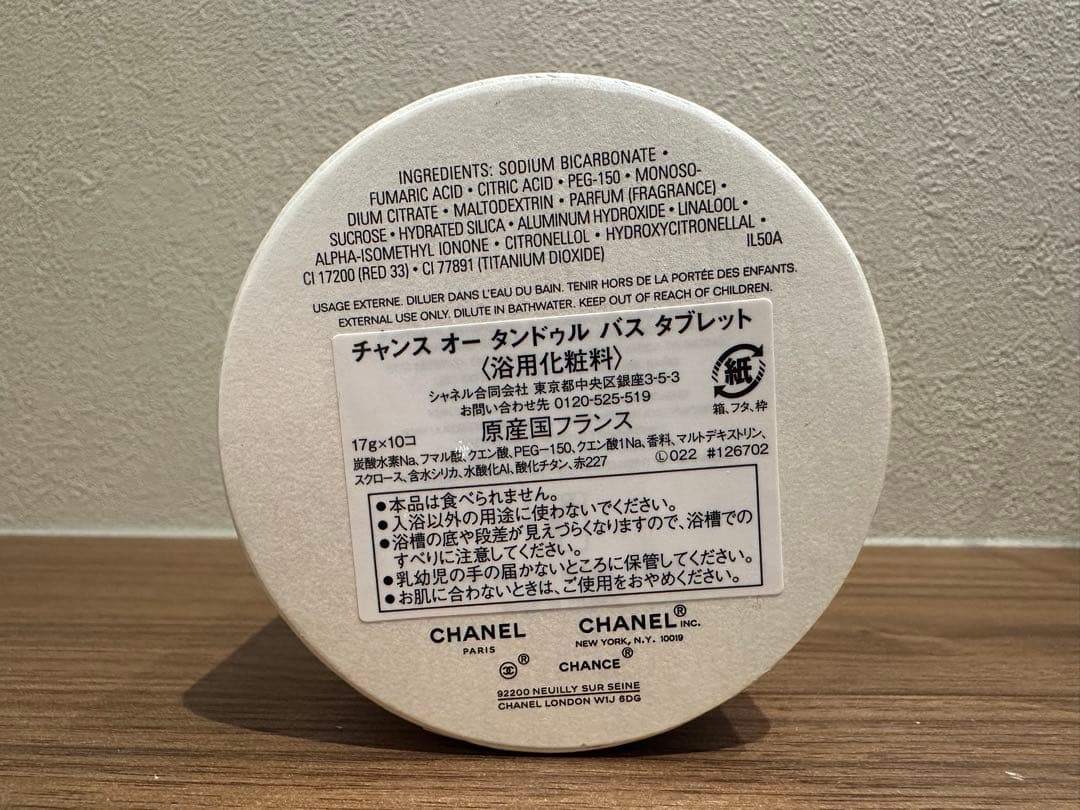 INGREDIENTS: SODIUM BICARBONATE •
FUMARIC ACID • CITRIC ACID • PEG-150 • MONOSO-
DIUM CITRATE • MALTODEXTRIN • PARFUM (FRAGRANCE) •
SUCROSE • HYDRATED SILICA • ALUMINUM HYDROXIDE • LINALOOL •
ALPHA-ISOMETHYL IONONE • CITRONELLOL • HYDROXYCITRONELLAL •
CI 17200 (RED 33) • CI 77891 (TITANIUM DIOXIDE) IL50A
USAGE EXTERNE. DILUER DANS L'EAU DU BAIN. TENIR HORS DE LA PORTÉE DES ENFANTS.
EXTERNAL USE ONLY. DILUTE IN BATHWATER. KEEP OUT OF REACH OF CHILDREN.
チャンス オー タンドゥル バス タブレット
〈浴用化粧料〉
シャネル合同会社 東京都中央区銀座3-5-3
お問い合わせ先 0120-525-519
紙
箱、フタ、枠
原産国フランス
17g×10コ
炭酸水素Na、フマル酸、クエン酸、PEG-150、クエン酸1Na、香料、マルトデキストリン、
スクロース、含水シリカ、水酸化Al、酸化チタン、赤227 Ⓛ022 #126702
●本品は食べられません。
●入浴以外の用途に使わないでください。
●浴槽の底や段差が見えづらくなりますので、浴槽での
すべりに注意してください。
●乳幼児の手の届かないところに保管してください。
●お肌に合わないときは、ご使用をおやめください。
CHANEL
PARIS
CHANEL® INC.
NEW YORK, N.Y. 10019
®
CHANCE®
92200 NEUILLY SUR SEINE
CHANEL LONDON W1J 6DG